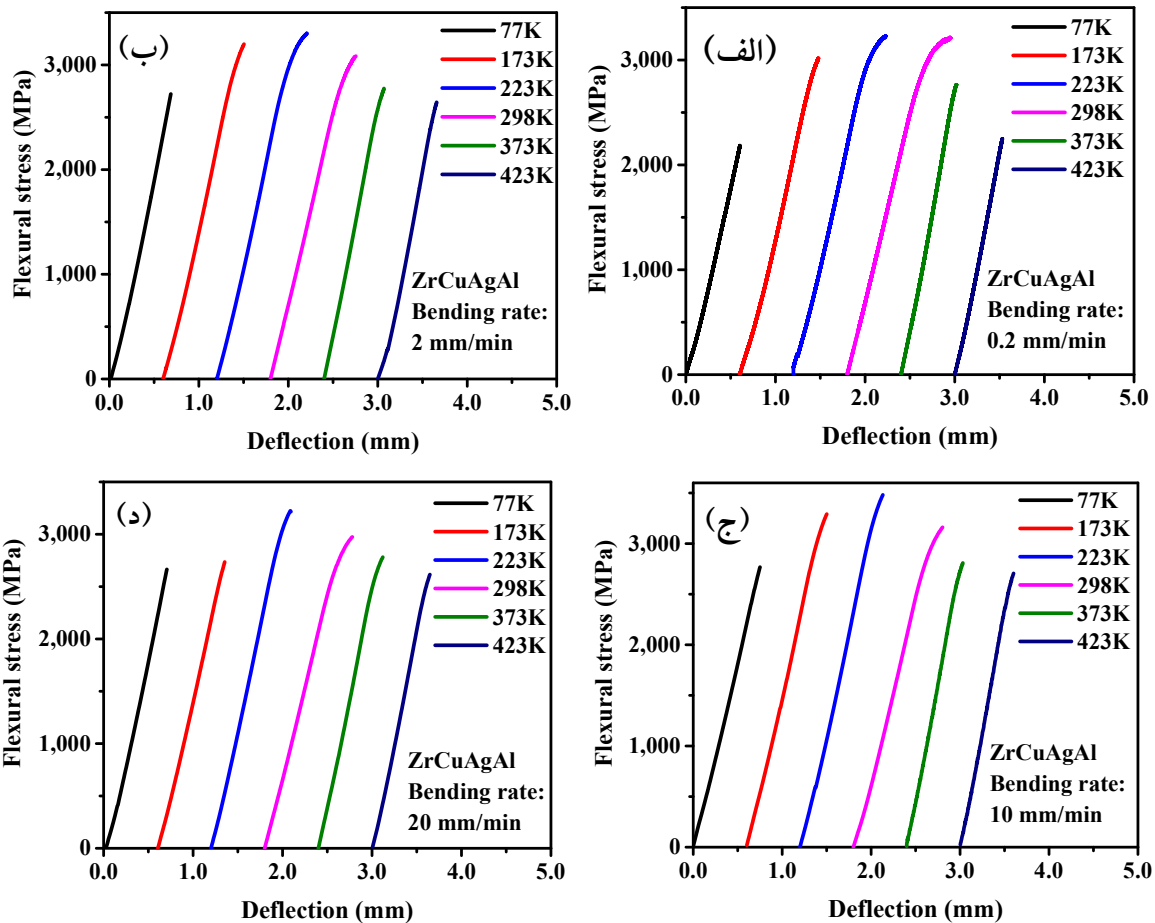 (ب)
Flexural stress (MPa)
3,000
2,000
1,000
0
77K
173K
223K
298K
373K
423K
ZrCuAgAl
Bending rate:
2 mm/min
0.0 1.0 2.0 3.0 4.0 5.0
Deflection (mm)
(الف)
Flexural stress (MPa)
3,000
2,000
1,000
0
77K
173K
223K
298K
373K
423K
ZrCuAgAl
Bending rate:
0.2 mm/min
0.0 1.0 2.0 3.0 4.0 5.0
Deflection (mm)
(د)
Flexural stress (MPa)
3,000
2,000
1,000
0
77K
173K
223K
298K
373K
423K
ZrCuAgAl
Bending rate:
20 mm/min
0.0 1.0 2.0 3.0 4.0 5.0
Deflection (mm)
(ج)
Flexural stress (MPa)
3,000
2,000
1,000
0
77K
173K
223K
298K
373K
423K
ZrCuAgAl
Bending rate:
10 mm/min
0.0 1.0 2.0 3.0 4.0 5.0
Deflection (mm)